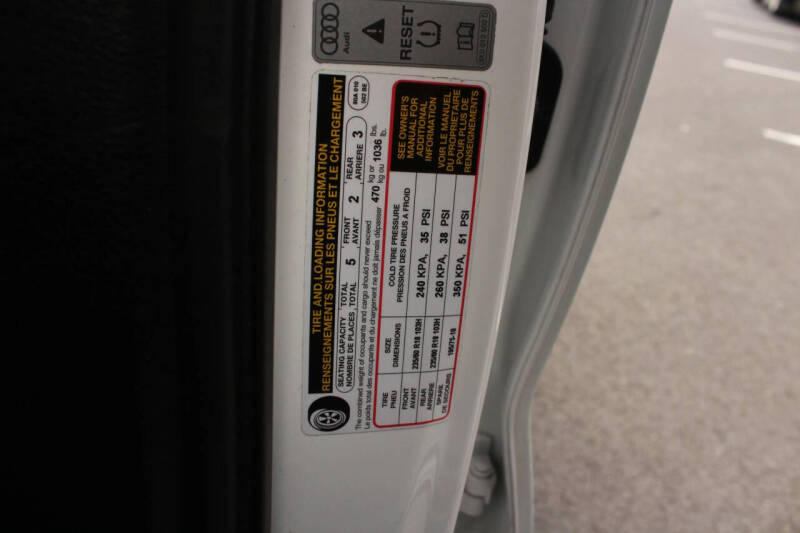 Audi
RESET
TIRE AND LOADING INFORMATION
RENSEIGNEMENTS SUR LES PNEUS ET LE CHARGEMENT
80A 010
502 BE
SEATING CAPACITY TOTAL 5 FRONT 2 REAR 3
NOMBRE DE PLACES TOTAL AVANT ARRIERE
The combined weight of occupants and cargo should never exceed 470 kg or 1036 lbs.
Le poids total des occupants et du chargement ne doit jamais dépasser kg ou lb.
TIRE SIZE COLD TIRE PRESSURE
PNEU DIMENSIONS PRESSION DES PNEUS A FROID
FRONT
AVANT 235/60 R18 103H 240 KPA, 35 PSI
REAR
ARRIERE 235/60 R18 103H 260 KPA, 38 PSI
SPARE
DE SECOURS 195/75-18 350 KPA, 51 PSI
SEE OWNER'S
MANUAL FOR
ADDITIONAL
INFORMATION
VOIR LE MANUEL
DU PROPRIETAIRE
POUR PLUS DE
RENSEIGNEMENTS